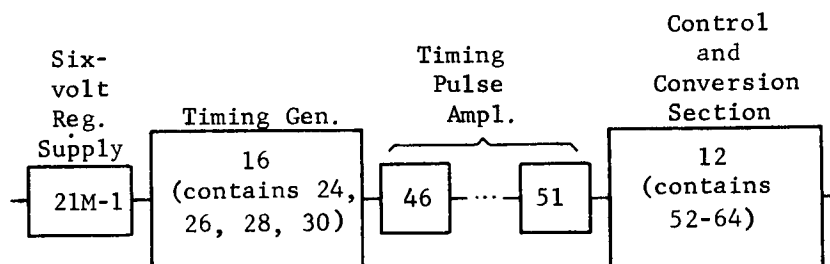 Six-
volt
Reg.
Supply
21M-1
Timing Gen.
16
(contains 24,
26, 28, 30)
Timing
Pulse
Ampl.
46
...
51
Control
and
Conversion
Section
12
(contains
52-64)